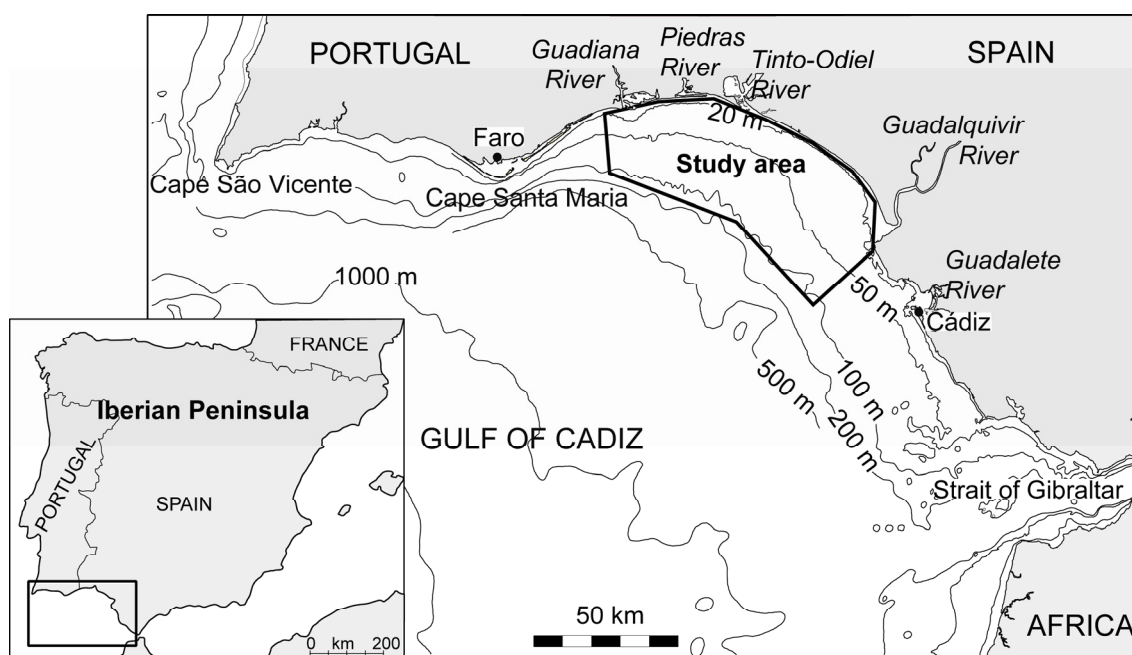 PORTUGAL
Guadiana
River
Piedras
River
Tinto-Odiel
River
SPAIN
20 m
Faro
Guadalquivir
River
Study area
Cape São Vicente
Cape Santa Maria
1000 m
Guadalete
River
50 m
Cádiz
100 m
500 m
200 m
GULF OF CADIZ
Strait of Gibraltar
50 km
AFRICA
FRANCE
Iberian Peninsula
PORTUGAL
SPAIN
0 km 200